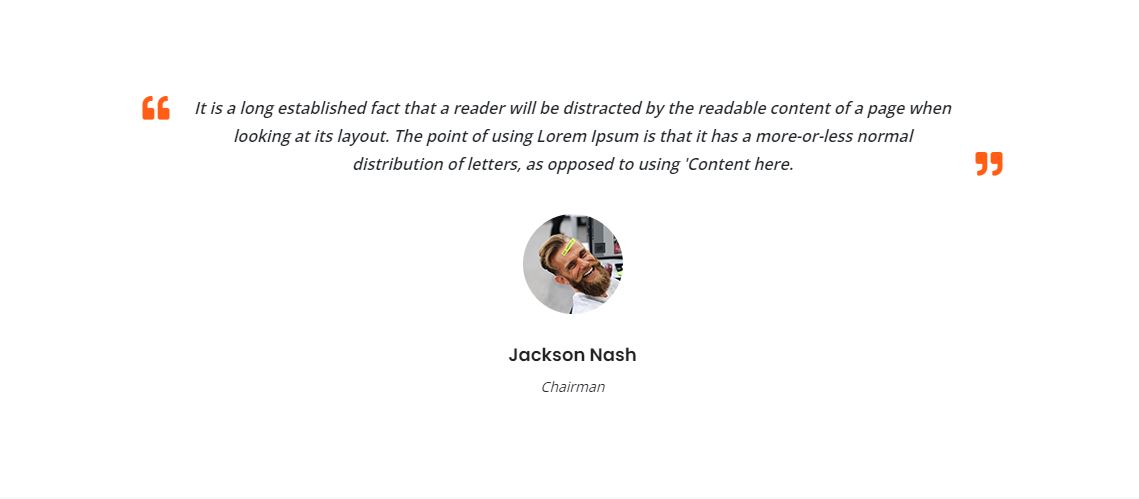 It is a long established fact that a reader will be distracted by the readable content of a page when
looking at its layout. The point of using Lorem Ipsum is that it has a more-or-less normal
distribution of letters, as opposed to using 'Content here.
Jackson Nash
Chairman